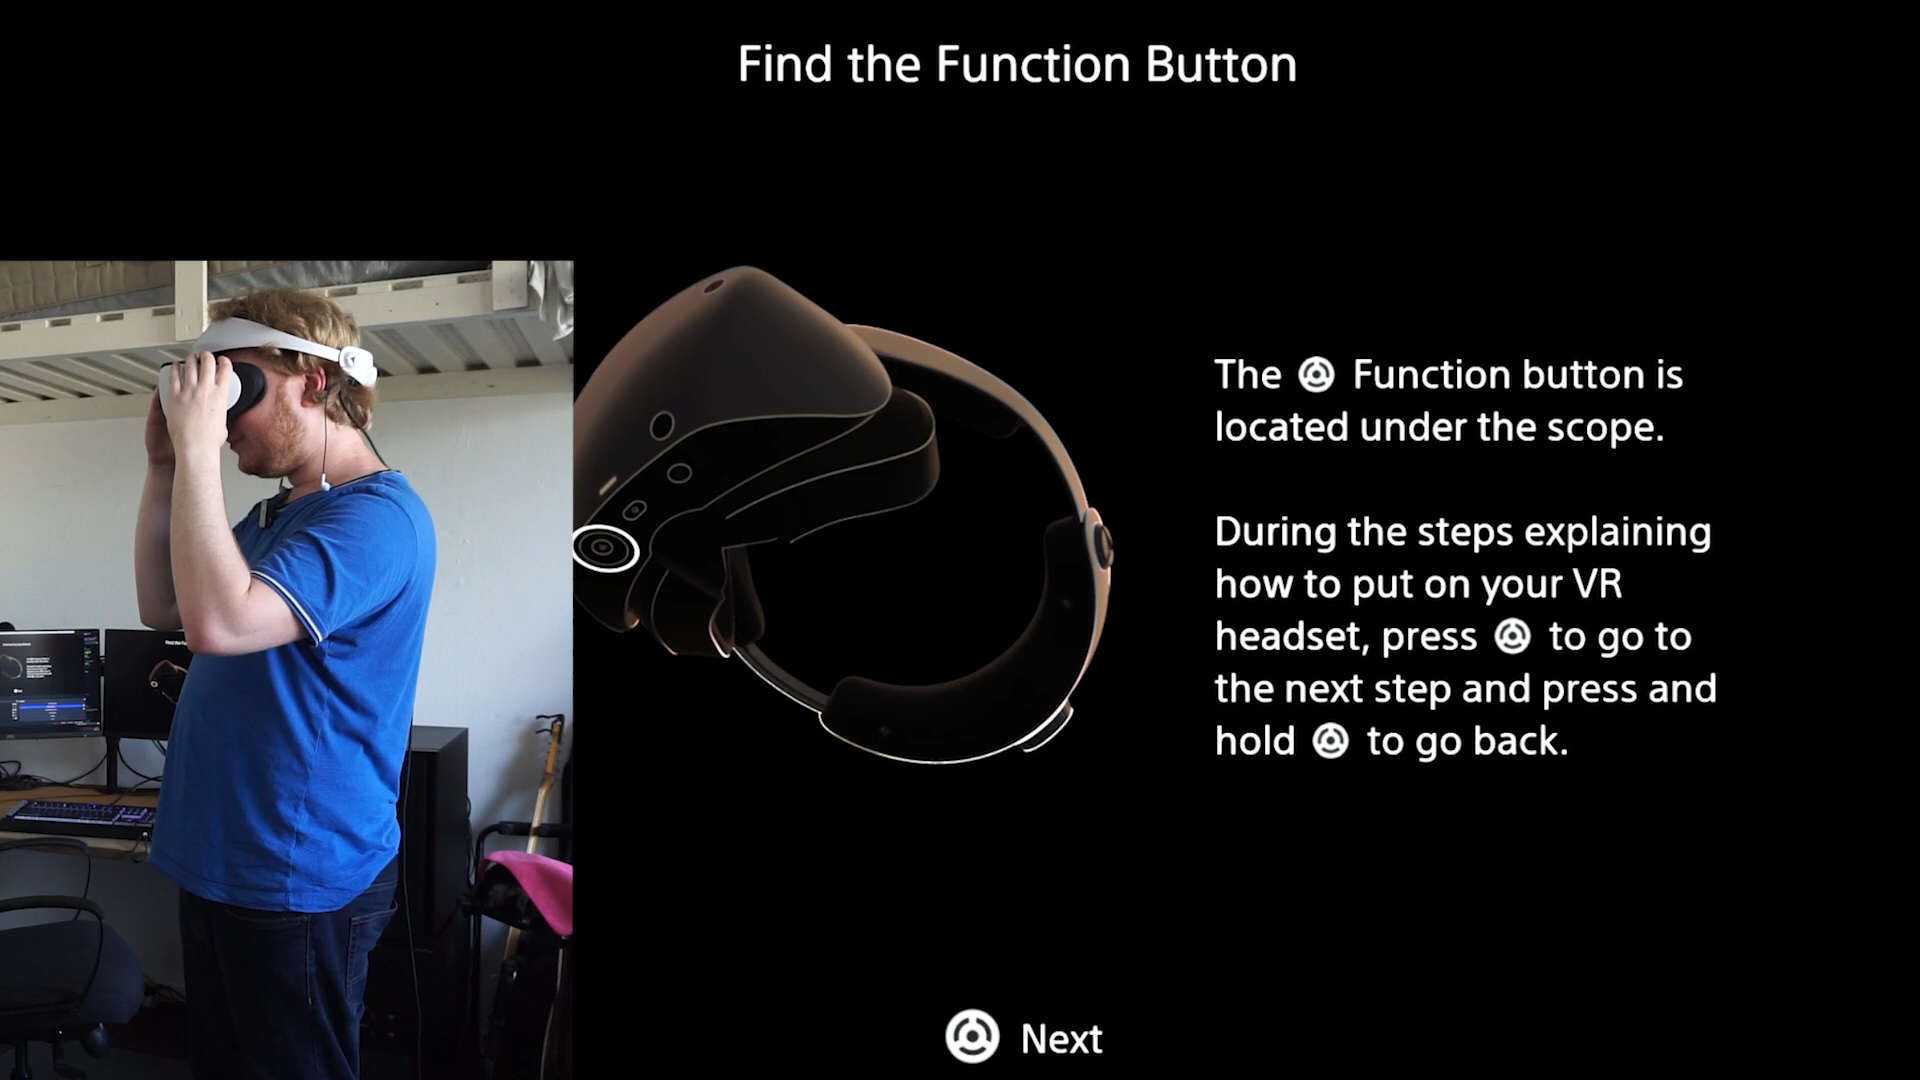 Find the Function Button
The Function button is
located under the scope.
During the steps explaining
how to put on your VR
headset, press to go to
the next step and press and
hold to go back.
Next